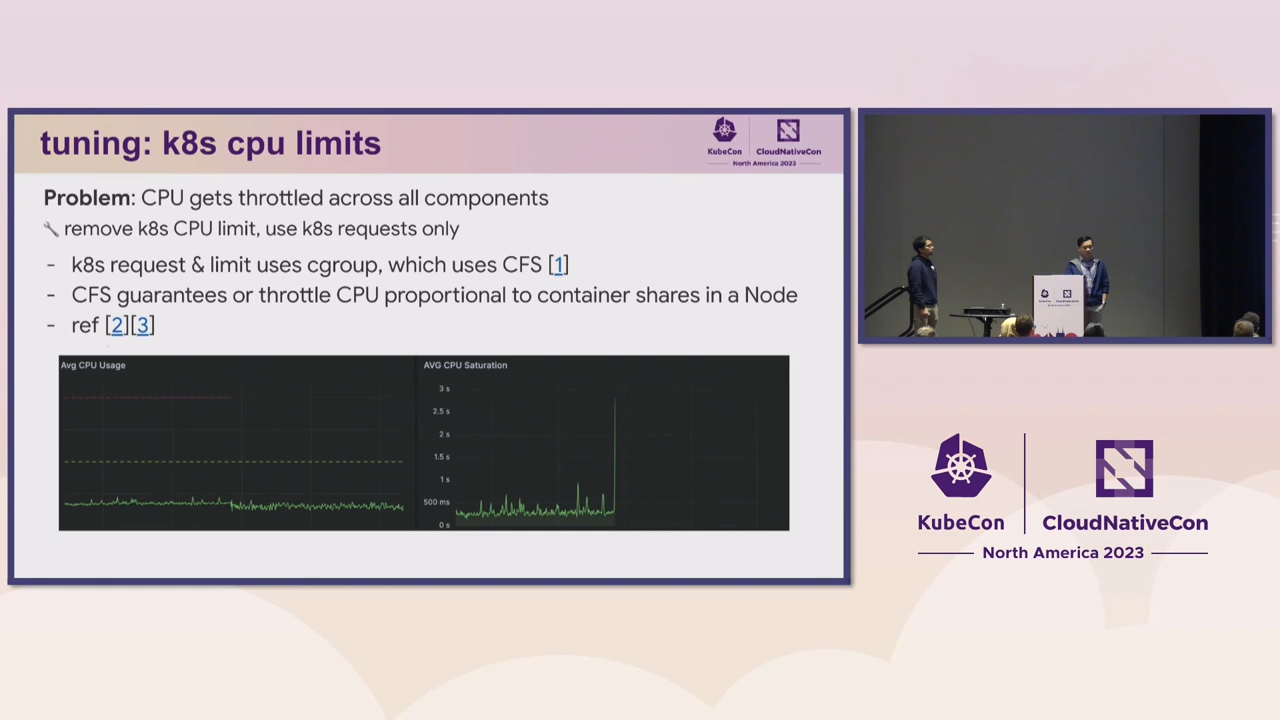 tuning: k8s cpu limits
KubeCon
CloudNativeCon
North America 2023
Problem: CPU gets throttled across all components
remove k8s CPU limit, use k8s requests only
- k8s request & limit uses cgroup, which uses CFS [1]
- CFS guarantees or throttle CPU proportional to container shares in a Node
- ref [2][3]
Avg CPU Usage
AVG CPU Saturation
3 s
2.5 s
2 s
1.5 s
1 s
500 ms
0 s
KubeCon
CloudNativeCon
North America 2023